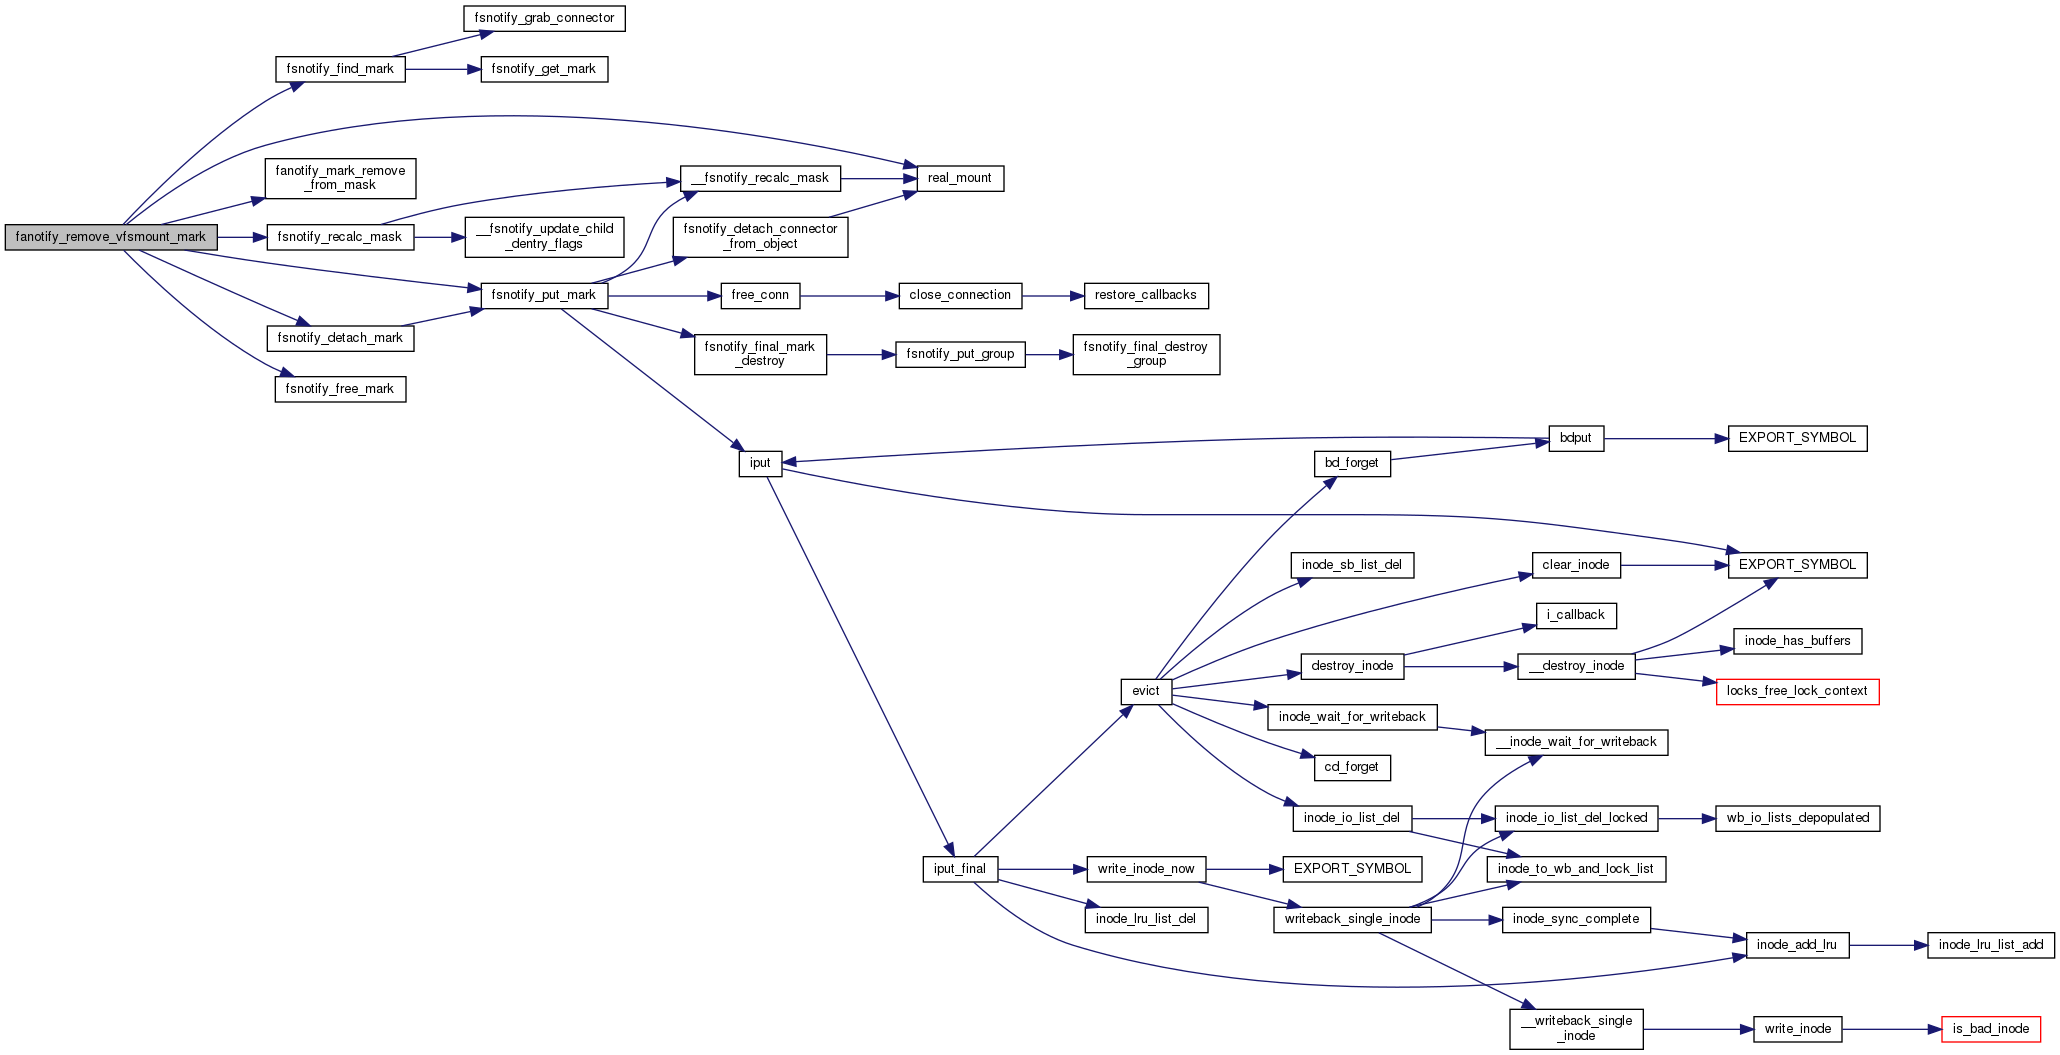 fsnotify_grab_connector
fsnotify_find_mark
fsnotify_get_mark
fanotify_mark_remove
_from_mask
__fsnotify_recalc_mask
real_mount
fanotify_remove_vfsmount_mark
fsnotify_recalc_mask
__fsnotify_update_child
_dentry_flags
fsnotify_detach_connector
_from_object
fsnotify_put_mark
free_conn
close_connection
restore_callbacks
fsnotify_detach_mark
fsnotify_final_mark
_destroy
fsnotify_put_group
fsnotify_final_destroy
_group
fsnotify_free_mark
bdput
EXPORT_SYMBOL
iput
bd_forget
inode_sb_list_del
clear_inode
EXPORT_SYMBOL
i_callback
destroy_inode
__destroy_inode
inode_has_buffers
locks_free_lock_context
evict
inode_wait_for_writeback
__inode_wait_for_writeback
cd_forget
inode_io_list_del
inode_io_list_del_locked
wb_io_lists_depopulated
iput_final
write_inode_now
EXPORT_SYMBOL
inode_to_wb_and_lock_list
inode_lru_list_del
writeback_single_inode
inode_sync_complete
inode_add_lru
inode_lru_list_add
__writeback_single
_inode
write_inode
is_bad_inode